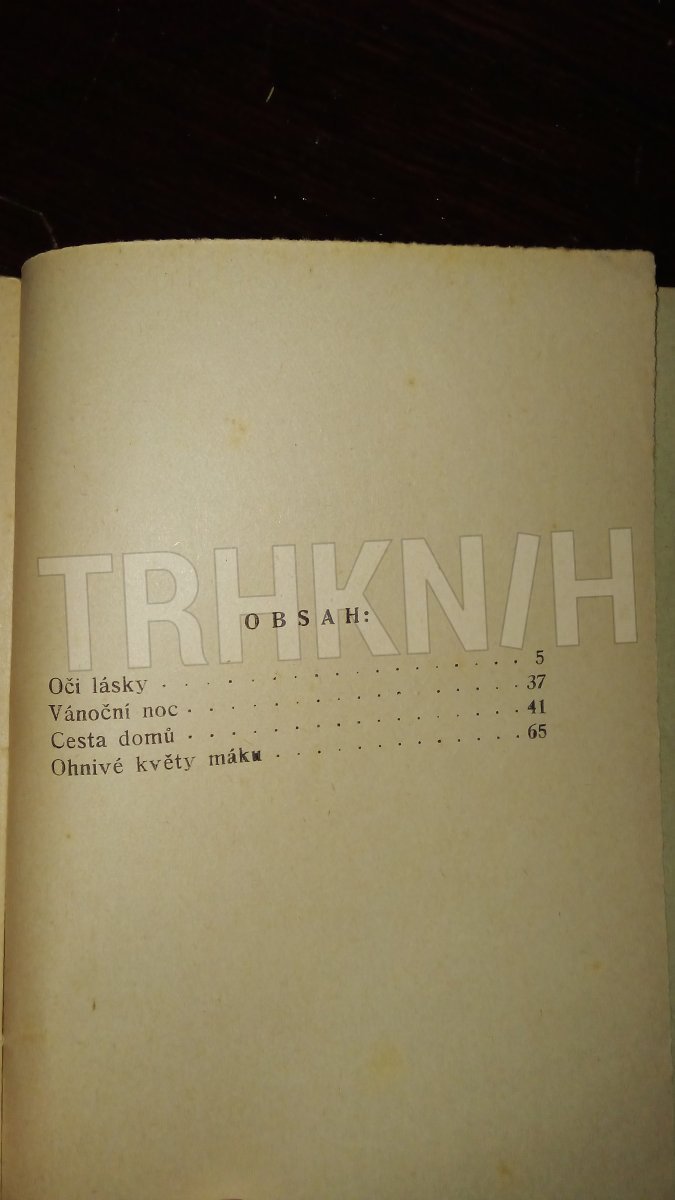 TRHKNIH
OBSAH:
Oči lásky . . . . . . . . . . . . . . . . 5
Vánoční noc . . . . . . . . . . . . . . . 37
Cesta domů . . . . . . . . . . . . . . . 41
Ohnivé květy máku . . . . . . . . . . . . 65